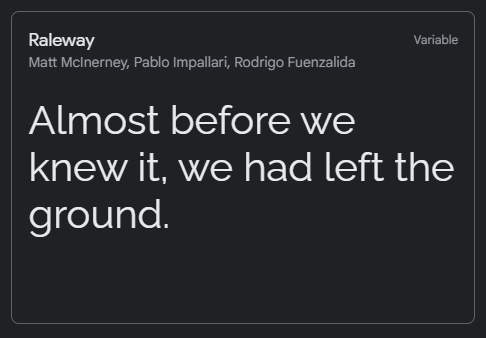 Raleway
Variable
Matt McInerney, Pablo Impallari, Rodrigo Fuenzalida
Almost before we
knew it, we had left the
ground.